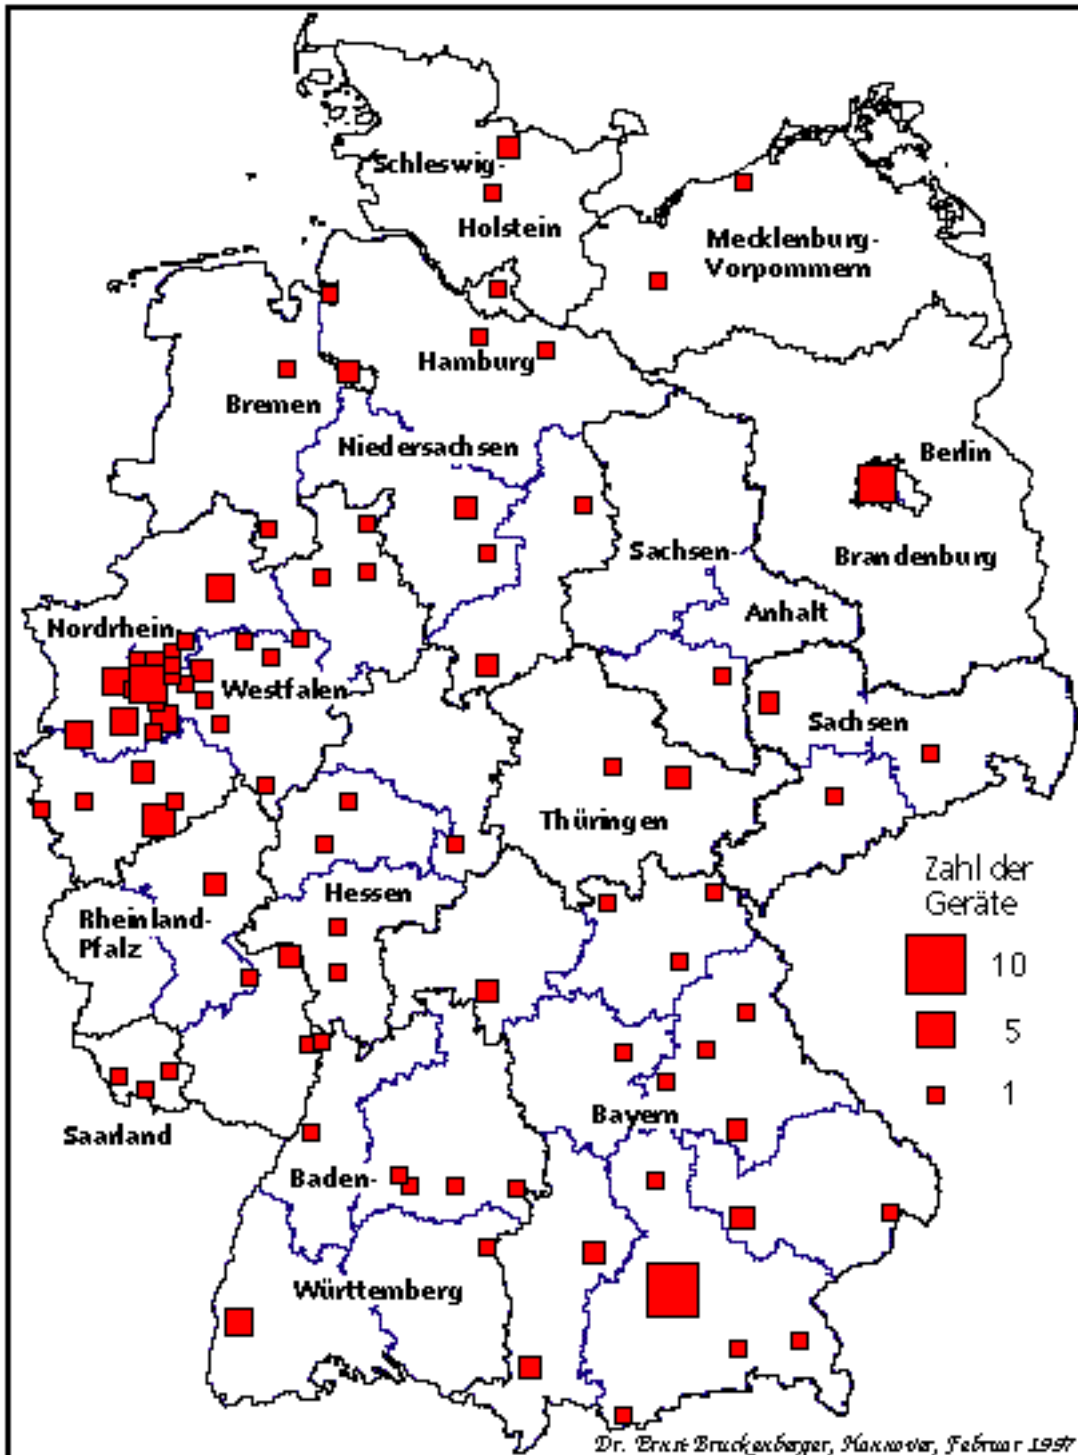 Schleswig-
Holstein
Mecklenburg-
Vorpommern
Hamburg
Bremen
Niedersachsen
Berlin
Sachsen-
Brandenburg
Anhalt
Nordrhein
Westfalen
Sachsen
Thüringen
Zahl der
Geräte
Hessen
Rheinland-
Pfalz
10
5
1
Bayern
Saarland
Baden-
Württemberg
Dr. Ernst Bruckenberger, Hannover, Februar 1997